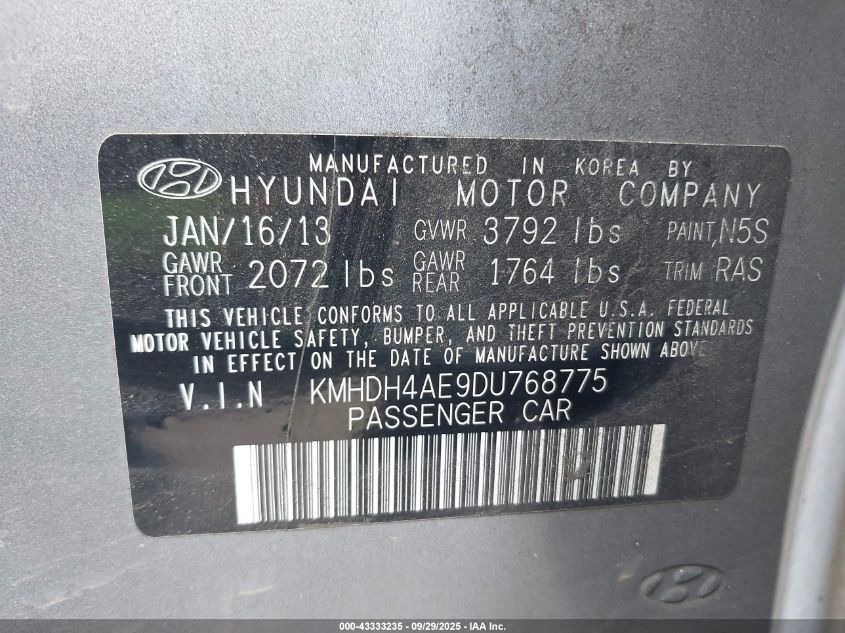 MANUFACTURED IN KOREA BY
HYUNDAI MOTOR COMPANY
JAN/16/13 GVWR 3792 lbs PAINT, N5S
GAWR FRONT 2072 lbs GAWR REAR 1764 lbs TRIM RAS
THIS VEHICLE CONFORMS TO ALL APPLICABLE U.S.A. FEDERAL
MOTOR VEHICLE SAFETY, BUMPER, AND THEFT PREVENTION STANDARDS
IN EFFECT ON THE DATE OF MANUFACTURE SHOWN ABOVE
V.I.N KMHDH4AE9DU768775
PASSENGER CAR
000-43333235 - 09/29/2025 - IAA Inc.